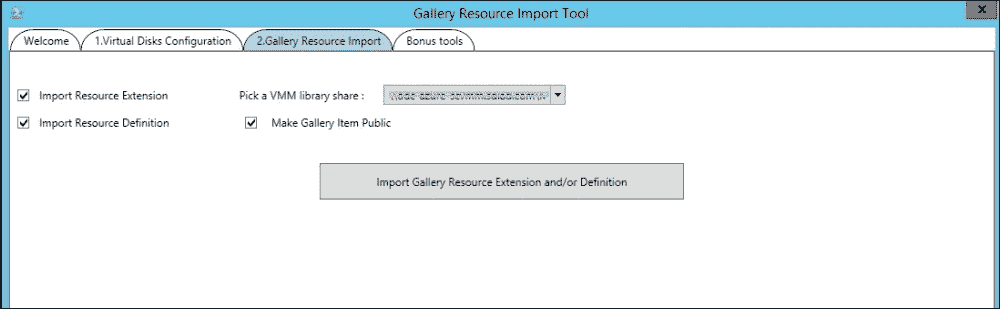 Gallery Resource Import Tool
Welcome
1.Virtual Disks Configuration
2.Gallery Resource Import
Bonus tools
Import Resource Extension
Pick a VMM library share :
Import Resource Definition
Make Gallery Item Public
Import Gallery Resource Extension and/or Definition